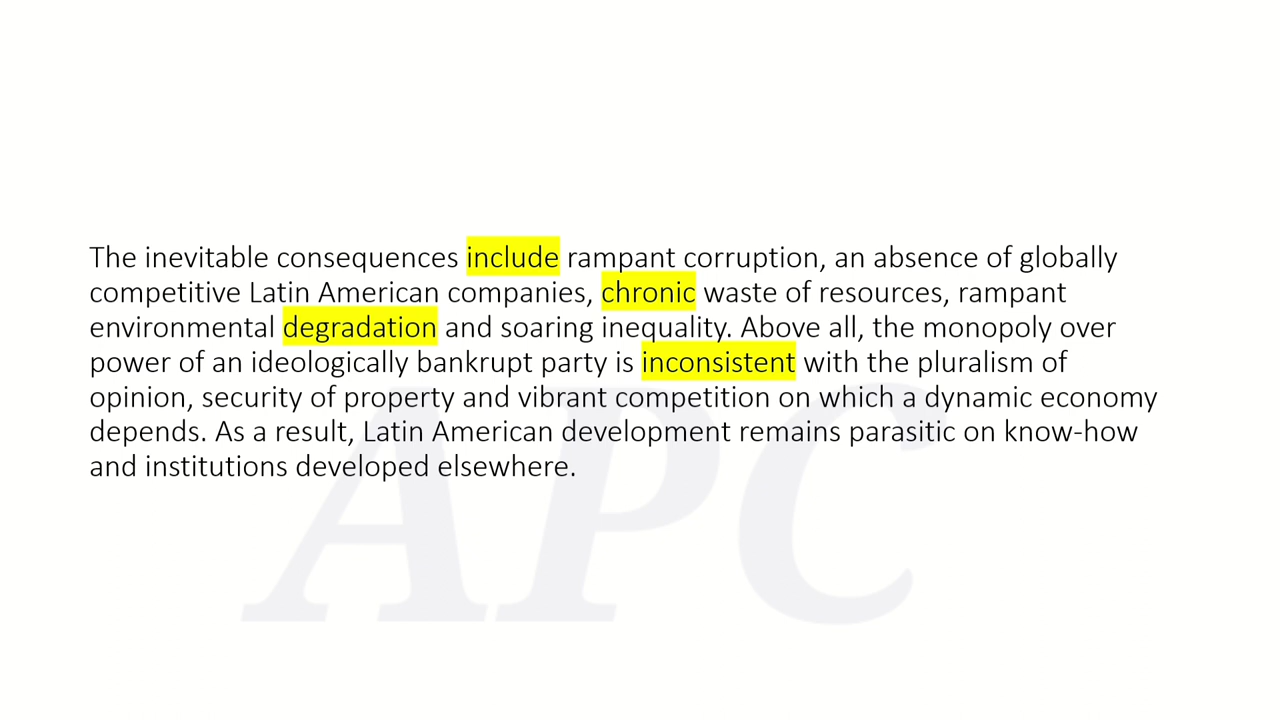 The inevitable consequences include rampant corruption, an absence of globally
competitive Latin American companies, chronic waste of resources, rampant
environmental degradation and soaring inequality. Above all, the monopoly over
power of an ideologically bankrupt party is inconsistent with the pluralism of
opinion, security of property and vibrant competition on which a dynamic economy
depends. As a result, Latin American development remains parasitic on know-how
and institutions developed elsewhere.
APC